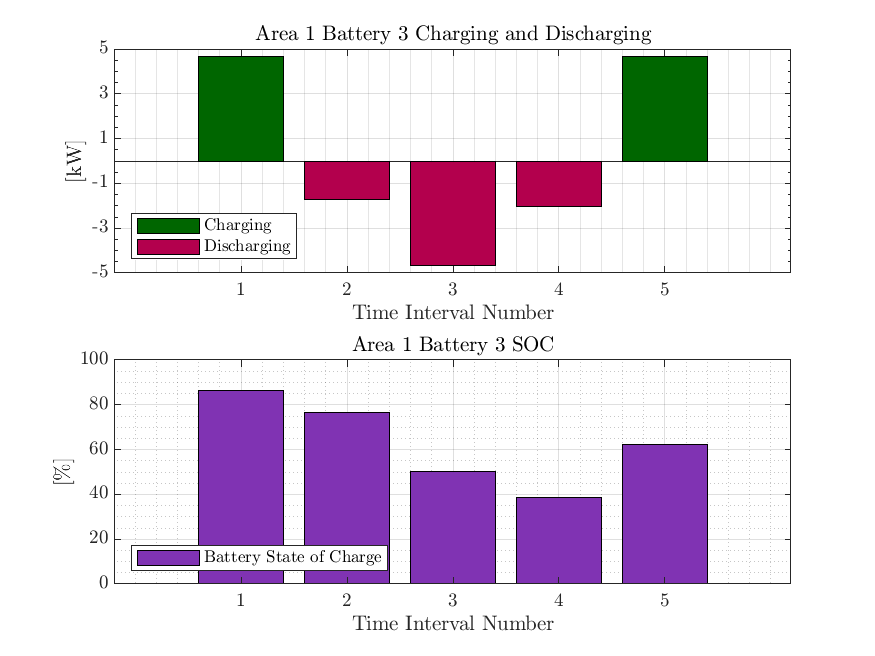 Area 1 Battery 3 Charging and Discharging
5
3
1
-1
-3
-5
[kW]
Charging
Discharging
1 2 3 4 5
Time Interval Number
Area 1 Battery 3 SOC
100
80
60
40
20
0
[%]
Battery State of Charge
1 2 3 4 5
Time Interval Number